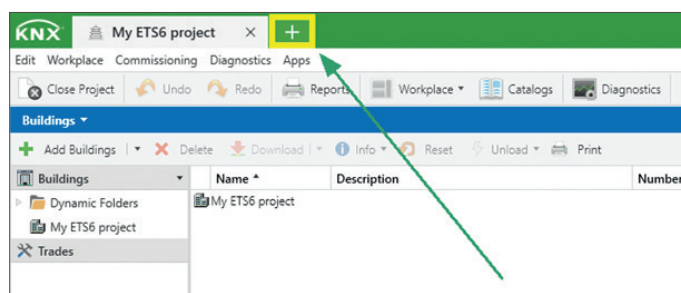 KNX My ETS6 project × +
Edit Workplace Commissioning Diagnostics Apps
Close Project Undo Redo Reports Workplace Catalogs Diagnostics
Buildings
Add Buildings Delete Download Info Reset Unload Print
Buildings Name Description Number
Dynamic Folders My ETS6 project
My ETS6 project
Trades